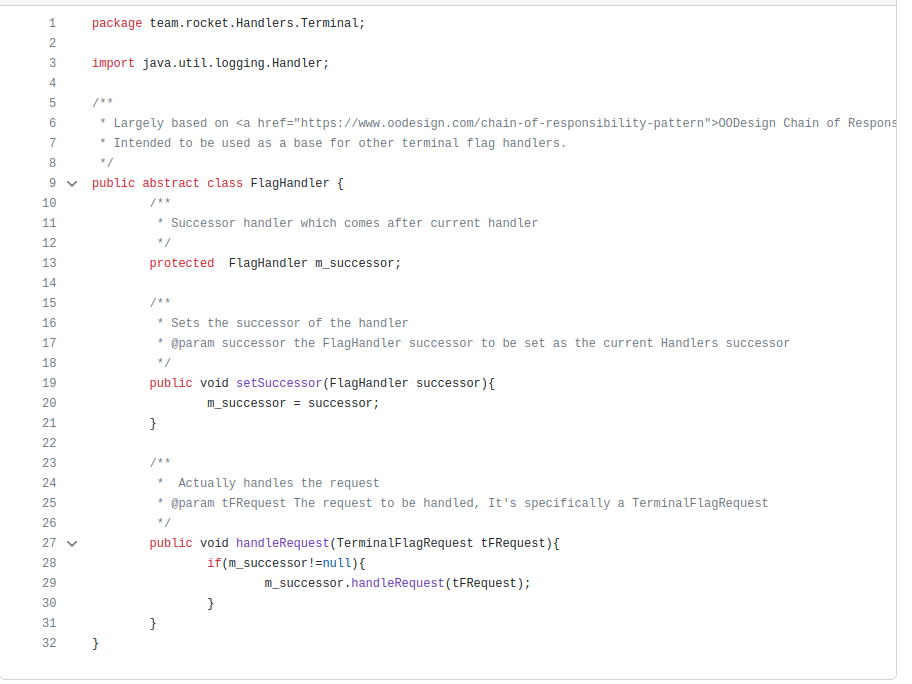 1 package team.rocket.Handlers.Terminal;
2
3 import java.util.logging.Handler;
4
5 /**
6  * Largely based on <a href="https://www.oodesign.com/chain-of-responsibility-pattern">OODesign Chain of Respons
7  * Intended to be used as a base for other terminal flag handlers.
8  */
9 public abstract class FlagHandler {
10         /**
11          * Successor handler which comes after current handler
12          */
13         protected  FlagHandler m_successor;
14
15         /**
16          * Sets the successor of the handler
17          * @param successor the FlagHandler successor to be set as the current Handlers successor
18          */
19         public void setSuccessor(FlagHandler successor){
20                 m_successor = successor;
21         }
22
23         /**
24          *  Actually handles the request
25          * @param tFRequest The request to be handled, It's specifically a TerminalFlagRequest
26          */
27         public void handleRequest(TerminalFlagRequest tFRequest){
28                 if(m_successor!=null){
29                         m_successor.handleRequest(tFRequest);
30                 }
31         }
32 }